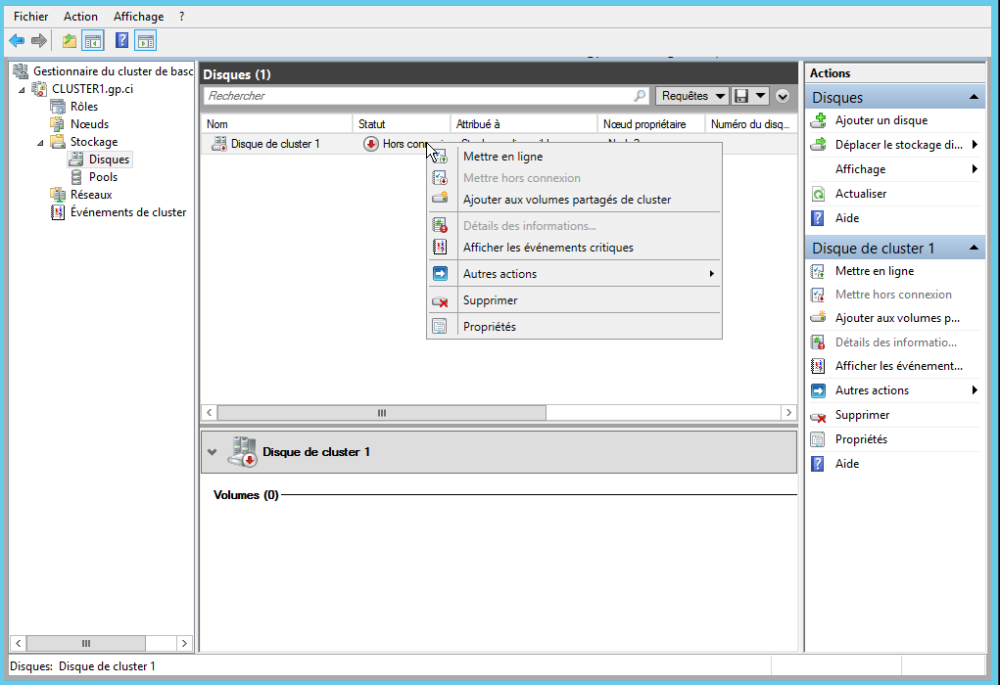 Fichier Action Affichage ?
Gestionnaire du cluster de basc
CLUSTER1.gp.ci
Rôles
Nœuds
Stockage
Disques
Pools
Réseaux
Événements de cluster
Disques (1)
Rechercher
Requêtes
Nom Statut Attribué à Nœud propriétaire Numéro du disq...
Disque de cluster 1 Hors
Mettre en ligne
Mettre hors connexion
Ajouter aux volumes partagés de cluster
Détails des informations...
Afficher les événements critiques
Autres actions
Supprimer
Propriétés
Disque de cluster 1
Volumes (0)
Actions
Disques
Ajouter un disque
Déplacer le stockage di...
Affichage
Actualiser
Aide
Disque de cluster 1
Mettre en ligne
Mettre hors connexion
Ajouter aux volumes p...
Détails des informatio...
Afficher les événement...
Autres actions
Supprimer
Propriétés
Aide
Disques: Disque de cluster 1